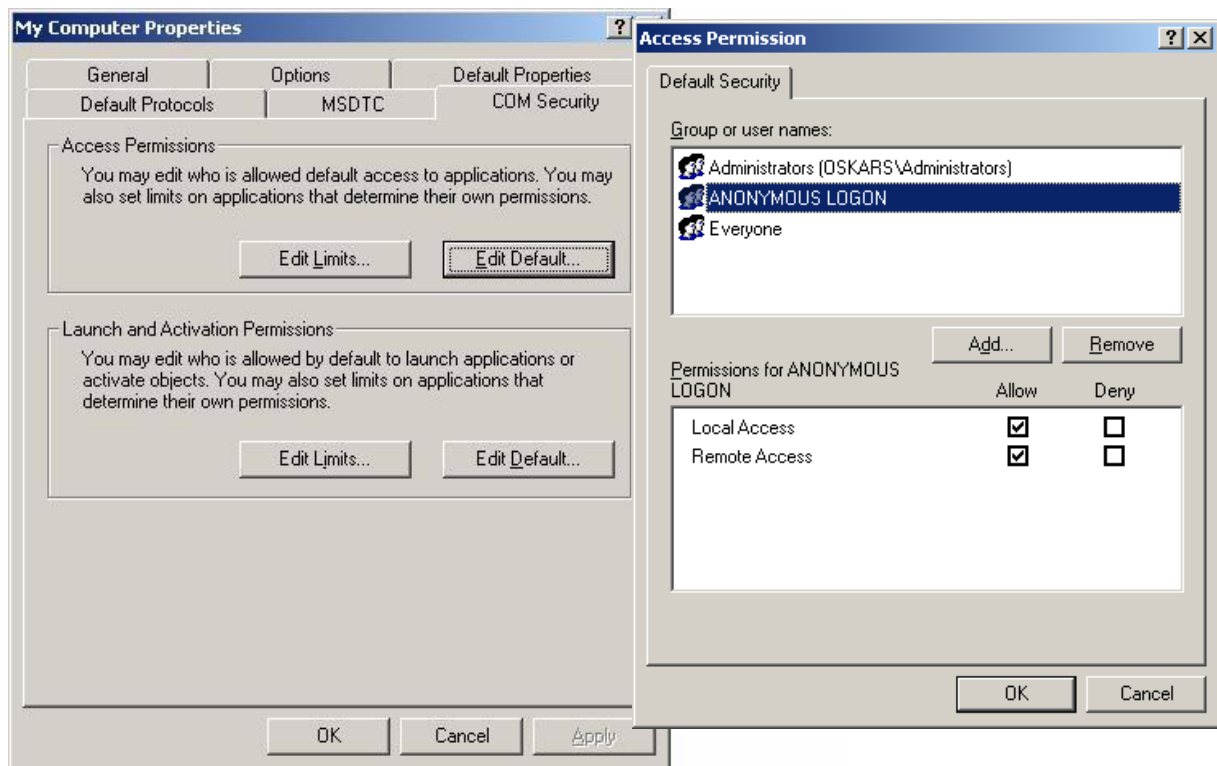 My Computer Properties
?
General
Options
Default Properties
Default Protocols
MSDTC
COM Security
Access Permissions
You may edit who is allowed default access to applications. You may
also set limits on applications that determine their own permissions.
Edit Limits...
Edit Default...
Launch and Activation Permissions
You may edit who is allowed by default to launch applications or
activate objects. You may also set limits on applications that
determine their own permissions.
Edit Limits...
Edit Default...
OK
Cancel
Apply
Access Permission
?
Default Security
Group or user names:
Administrators (OSKARS\Administrators)
ANONYMOUS LOGON
Everyone
Add...
Remove
Permissions for ANONYMOUS
LOGON
Allow
Deny
Local Access
Remote Access
OK
Cancel